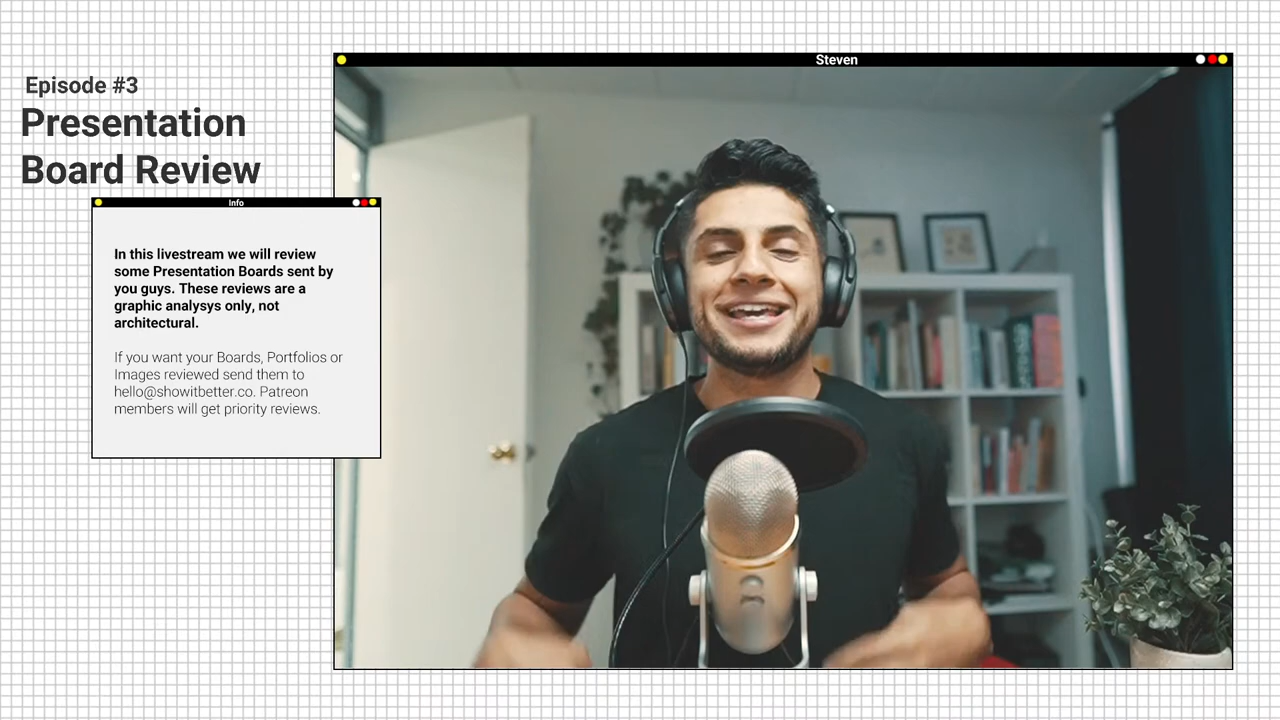 Episode #3
Presentation
Board Review
Steven
Info
In this livestream we will review
some Presentation Boards sent by
you guys. These reviews are a
graphic analysys only, not
architectural.
If you want your Boards, Portfolios or
Images reviewed send them to
hello@showitbetter.co. Patreon
members will get priority reviews.